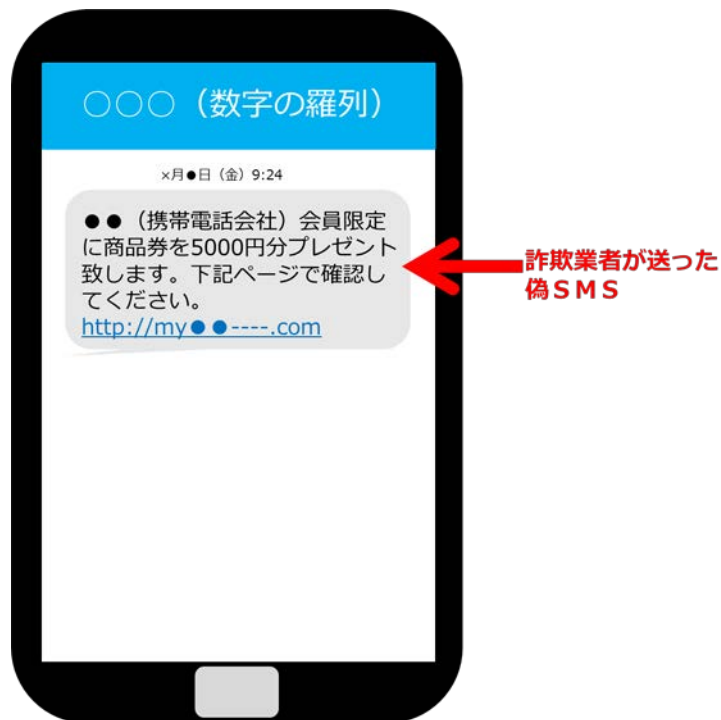 ○○○（数字の羅列）
×月●日（金）9:24
●●（携帯電話会社）会員限定
に商品券を5000円分プレゼント
致します。下記ページで確認し
てください。
http://my●●----.com
詐欺業者が送った
偽ＳＭＳ